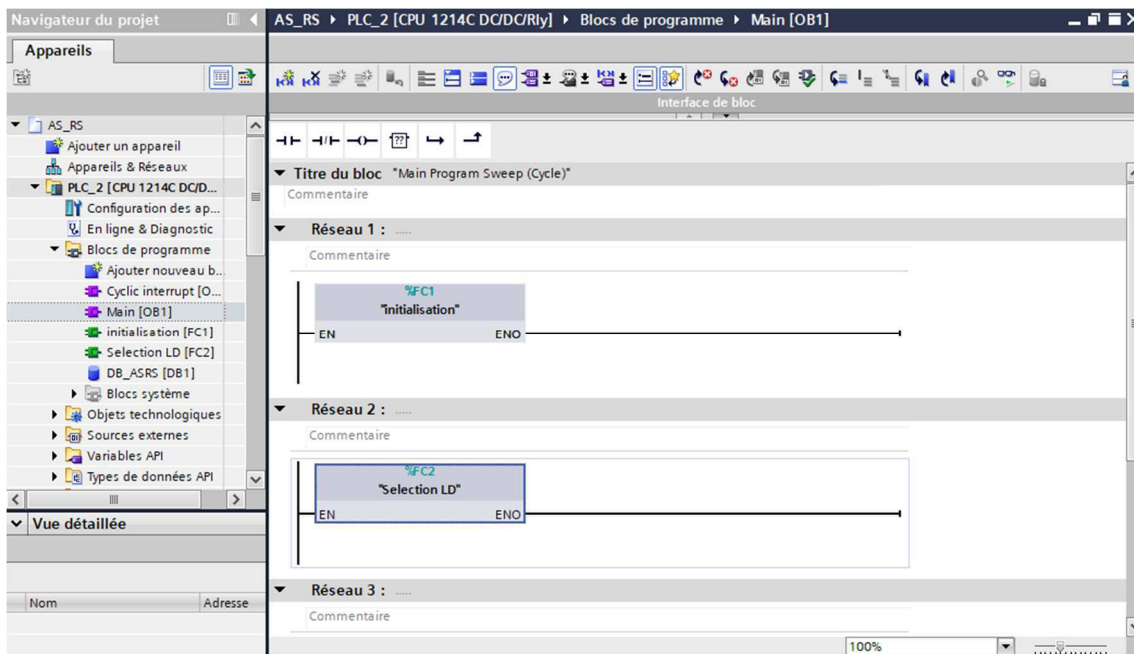 Navigateur du projet
Appareils
AS_RS
Ajouter un appareil
Appareils & Réseaux
PLC_2 [CPU 1214C DC/D...
Configuration des ap...
En ligne & Diagnostic
Blocs de programme
Ajouter nouveau b...
Cyclic interrupt [O...
Main [OB1]
initialisation [FC1]
Selection LD [FC2]
DB_ASRS [DB1]
Blocs système
Objets technologiques
Sources externes
Variables API
Types de données API
Vue détaillée
Nom Adresse
AS_RS PLC_2 [CPU 1214C DC/DC/Rly] Blocs de programme Main [OB1]
Interface de bloc
??
Titre du bloc "Main Program Sweep (Cycle)"
Commentaire
Réseau 1 : .....
Commentaire
%FC1
"initialisation"
EN ENO
Réseau 2 : .....
Commentaire
%FC2
"Selection LD"
EN ENO
Réseau 3 : .....
Commentaire
100%